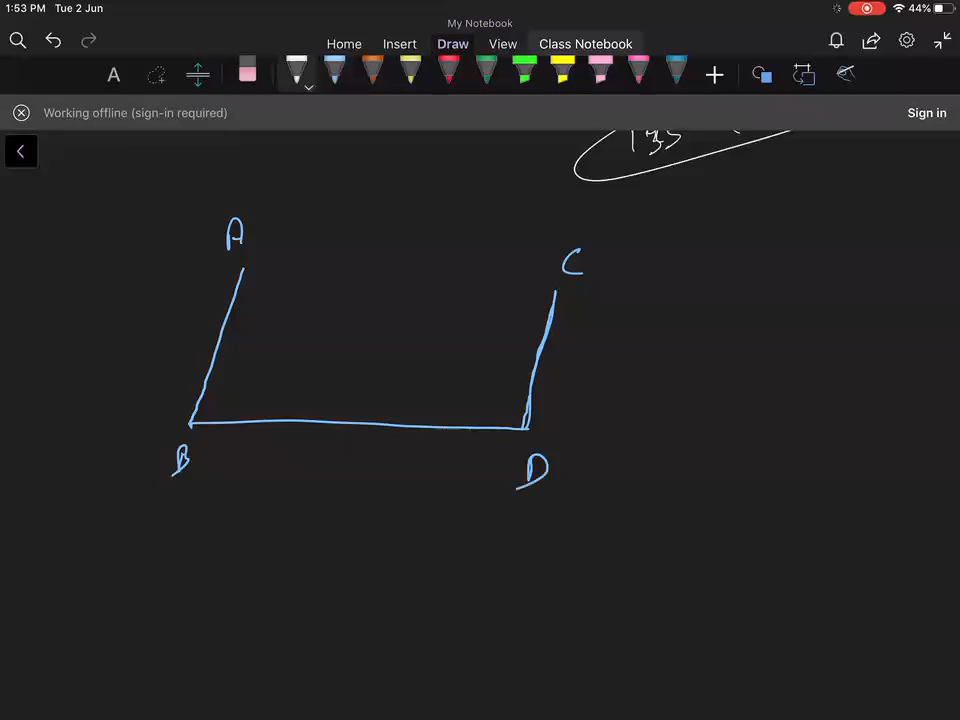 1:53 PM Tue 2 Jun 44%
My Notebook
Home Insert Draw View Class Notebook
A
Working offline (sign-in required) Sign in
A
C
B
D